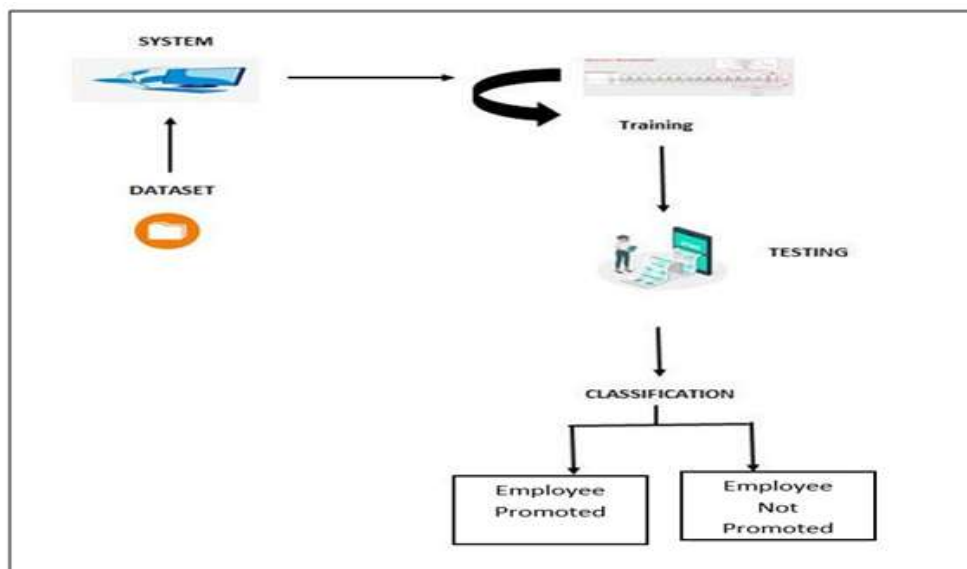 SYSTEM
DATASET
Training
TESTING
CLASSIFICATION
Employee
Promoted
Employee
Not
Promoted